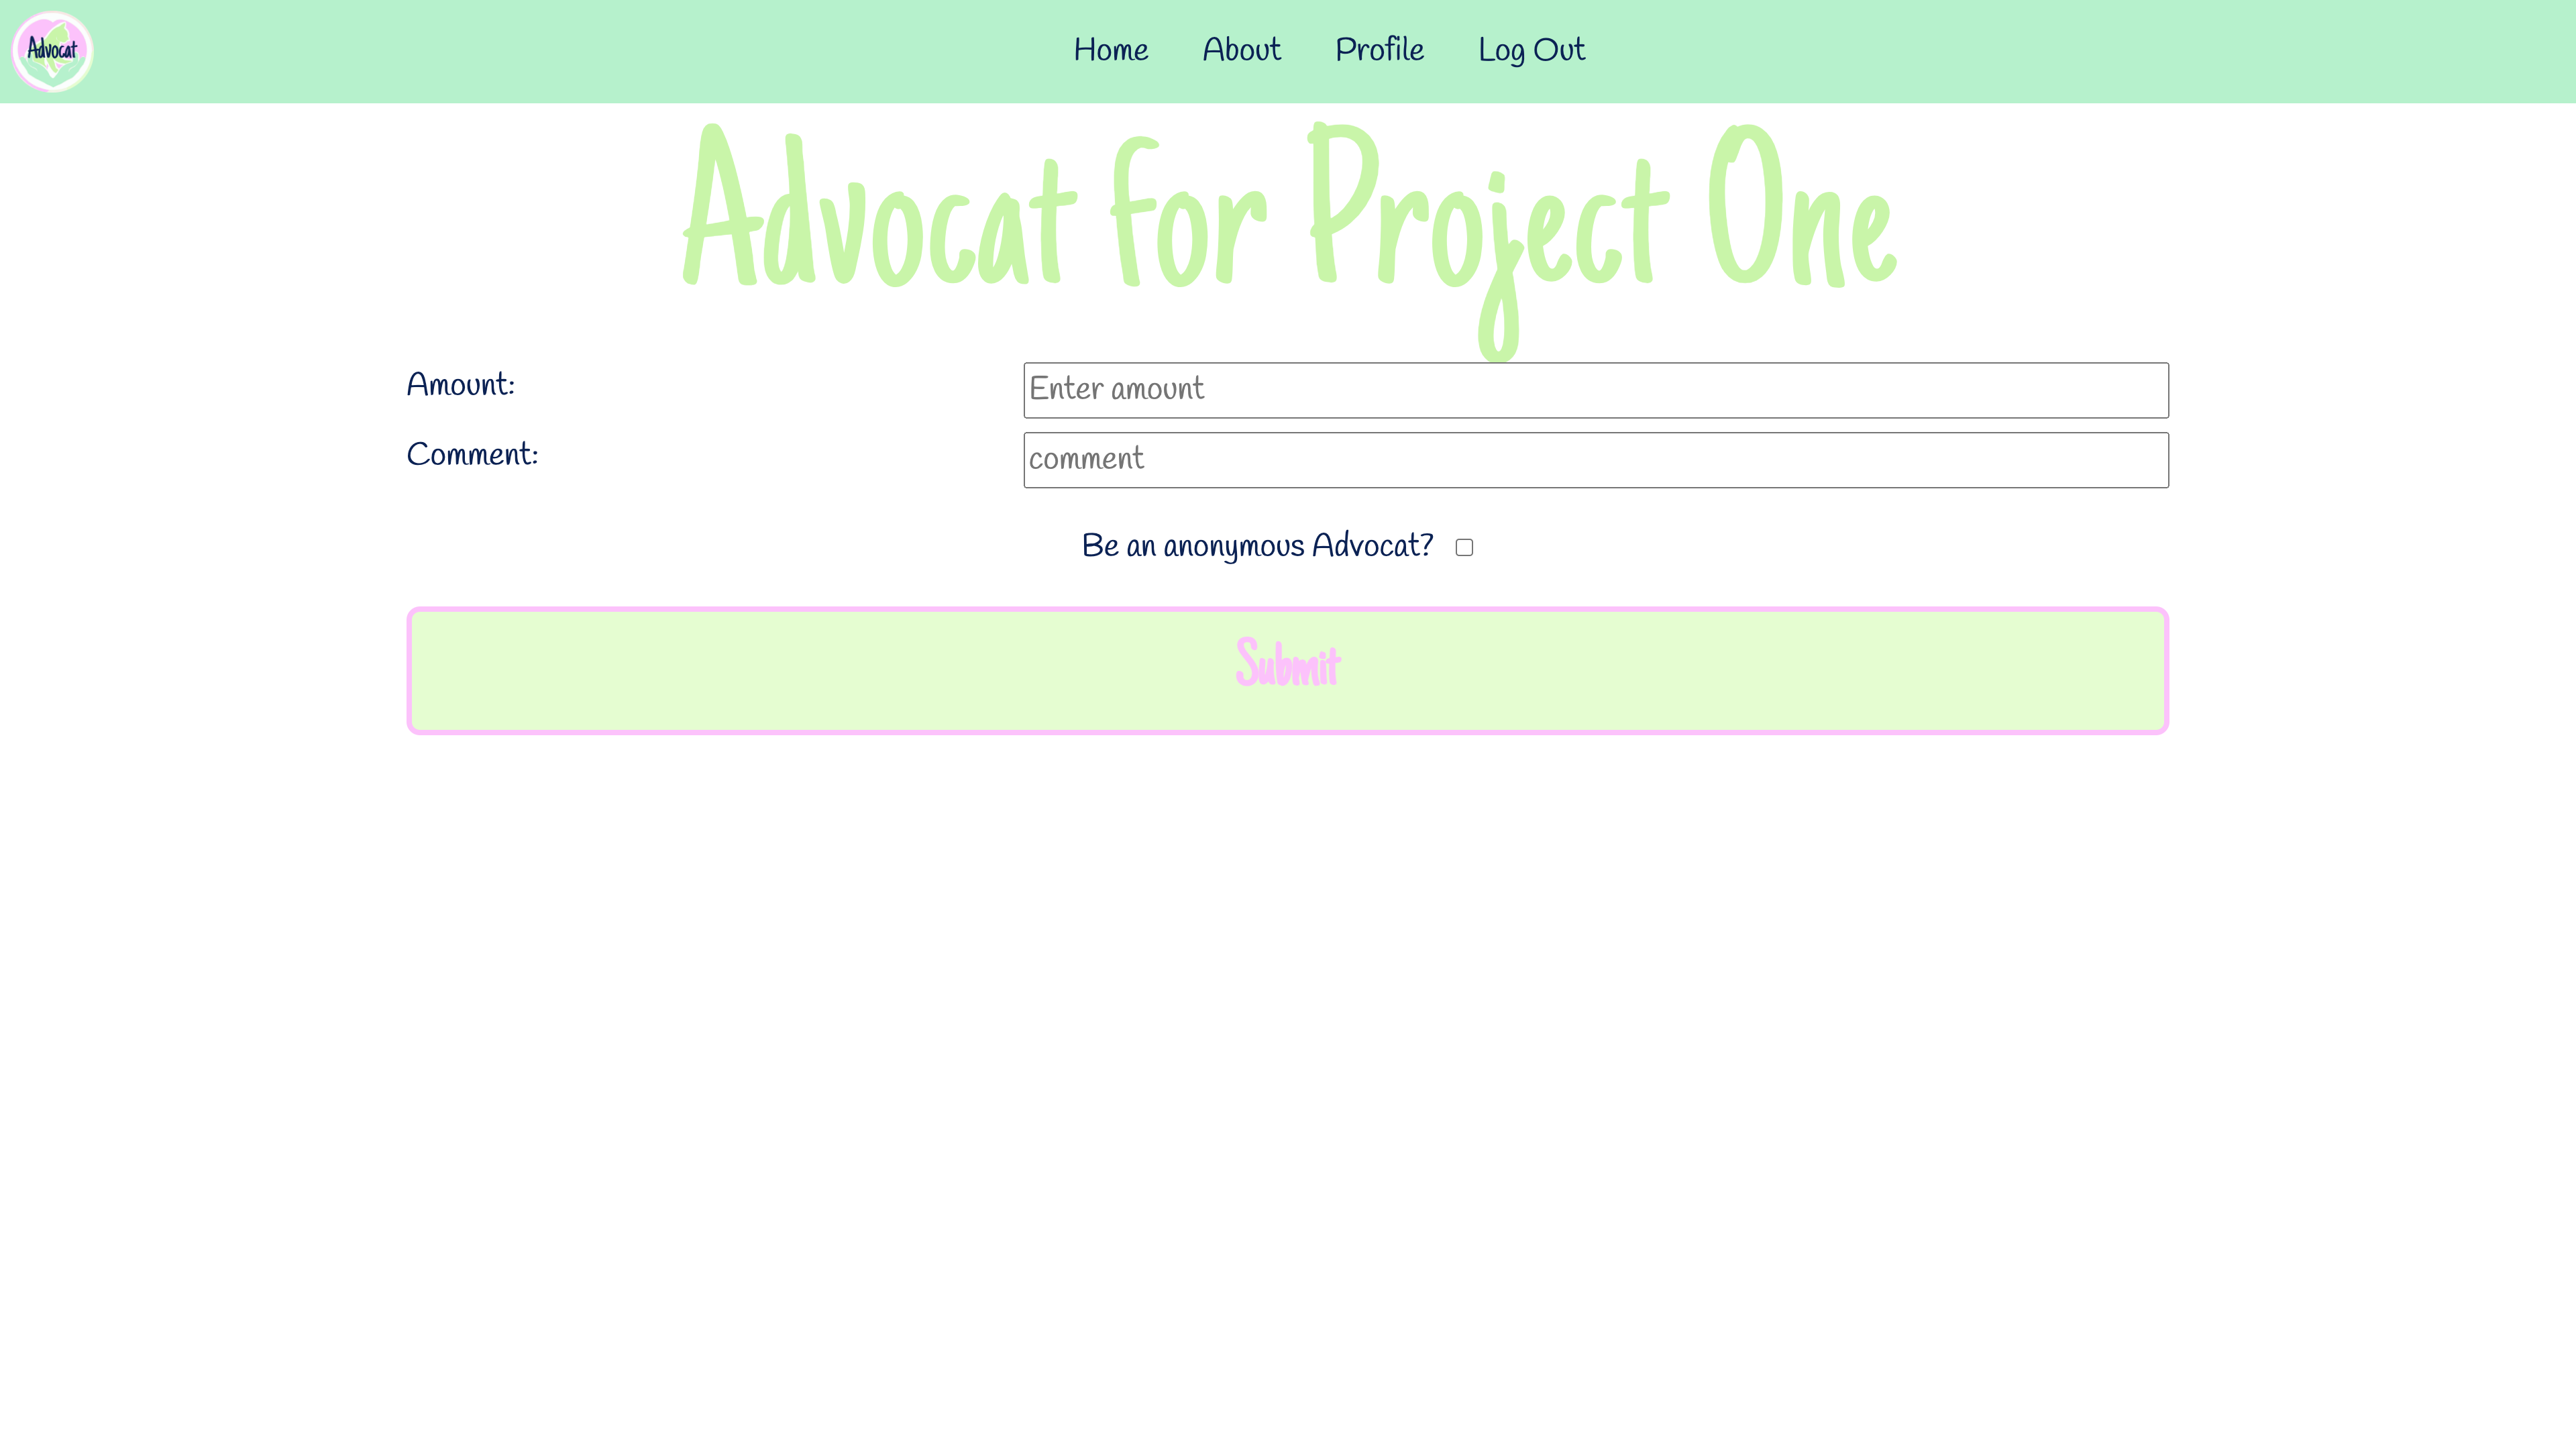 Advocat
Home About Profile Log Out
Advocat for Project One
Amount: Enter amount
Comment: comment
Be an anonymous Advocat?
Submit